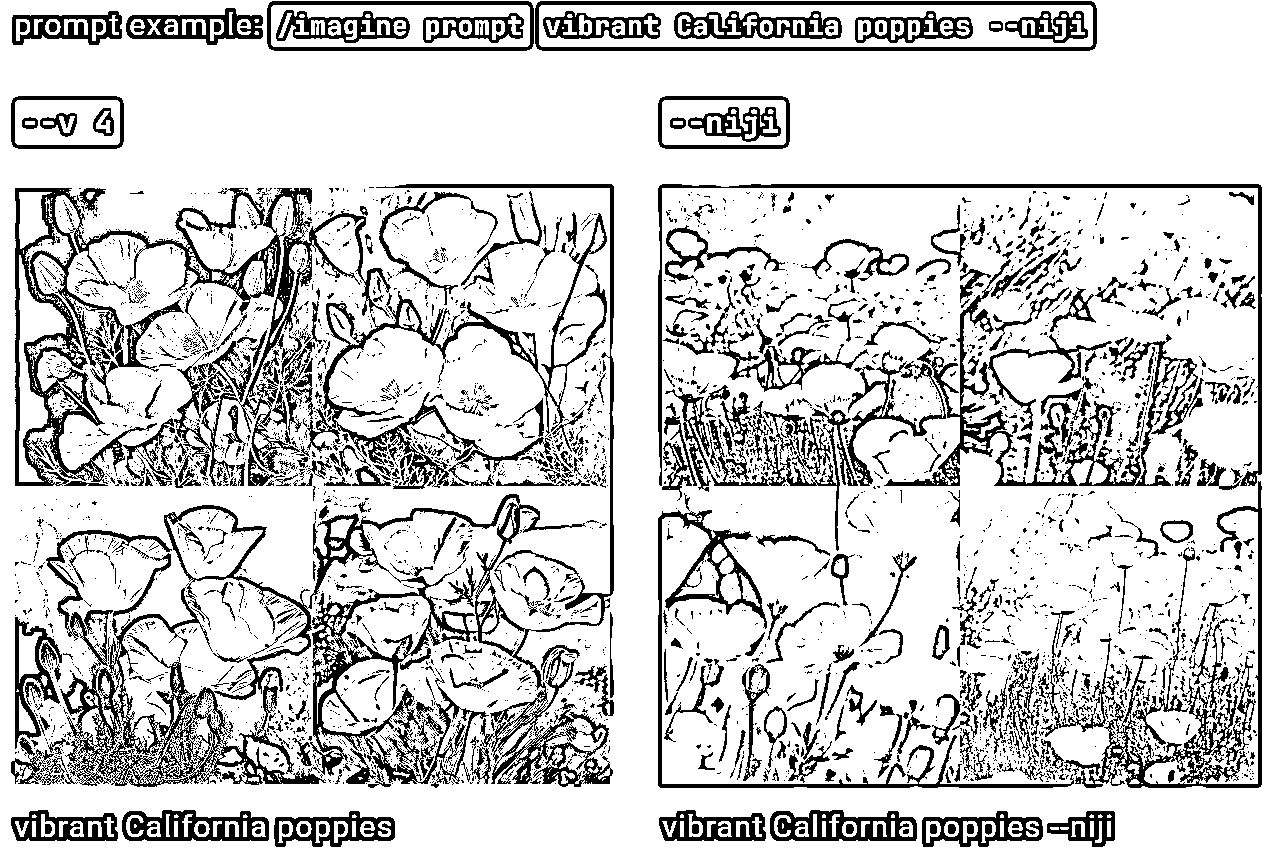 prompt example: /imagine prompt vibrant California poppies --niji
--v 4
--niji
vibrant California poppies
vibrant California poppies --niji